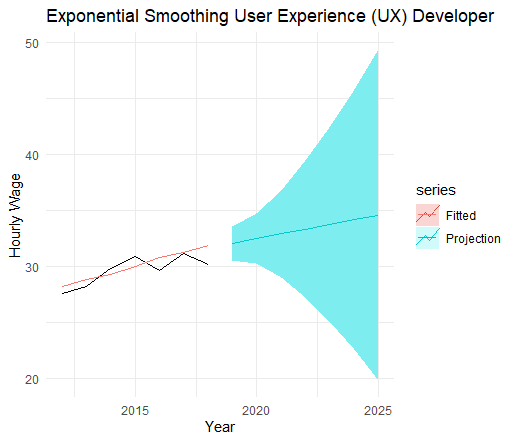 Exponential Smoothing User Experience (UX) Developer
50
40
30
20
Hourly Wage
2015
2020
2025
Year
series
Fitted
Projection